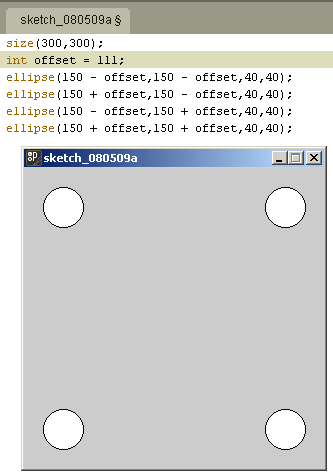 sketch_080509a §
size(300,300);
int offset = 111;
ellipse(150 - offset,150 - offset,40,40);
ellipse(150 + offset,150 - offset,40,40);
ellipse(150 - offset,150 + offset,40,40);
ellipse(150 + offset,150 + offset,40,40);
sketch_080509a